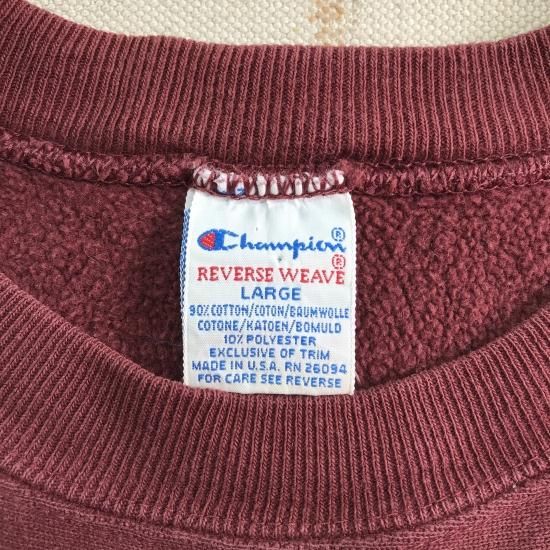 Champion®
REVERSE WEAVE®
LARGE
90% COTTON/COTON/BAUMWOLLE
COTONE/KATOEN/BOMULD
10% POLYESTER
EXCLUSIVE OF TRIM
MADE IN U.S.A. RN 26094
FOR CARE SEE REVERSE